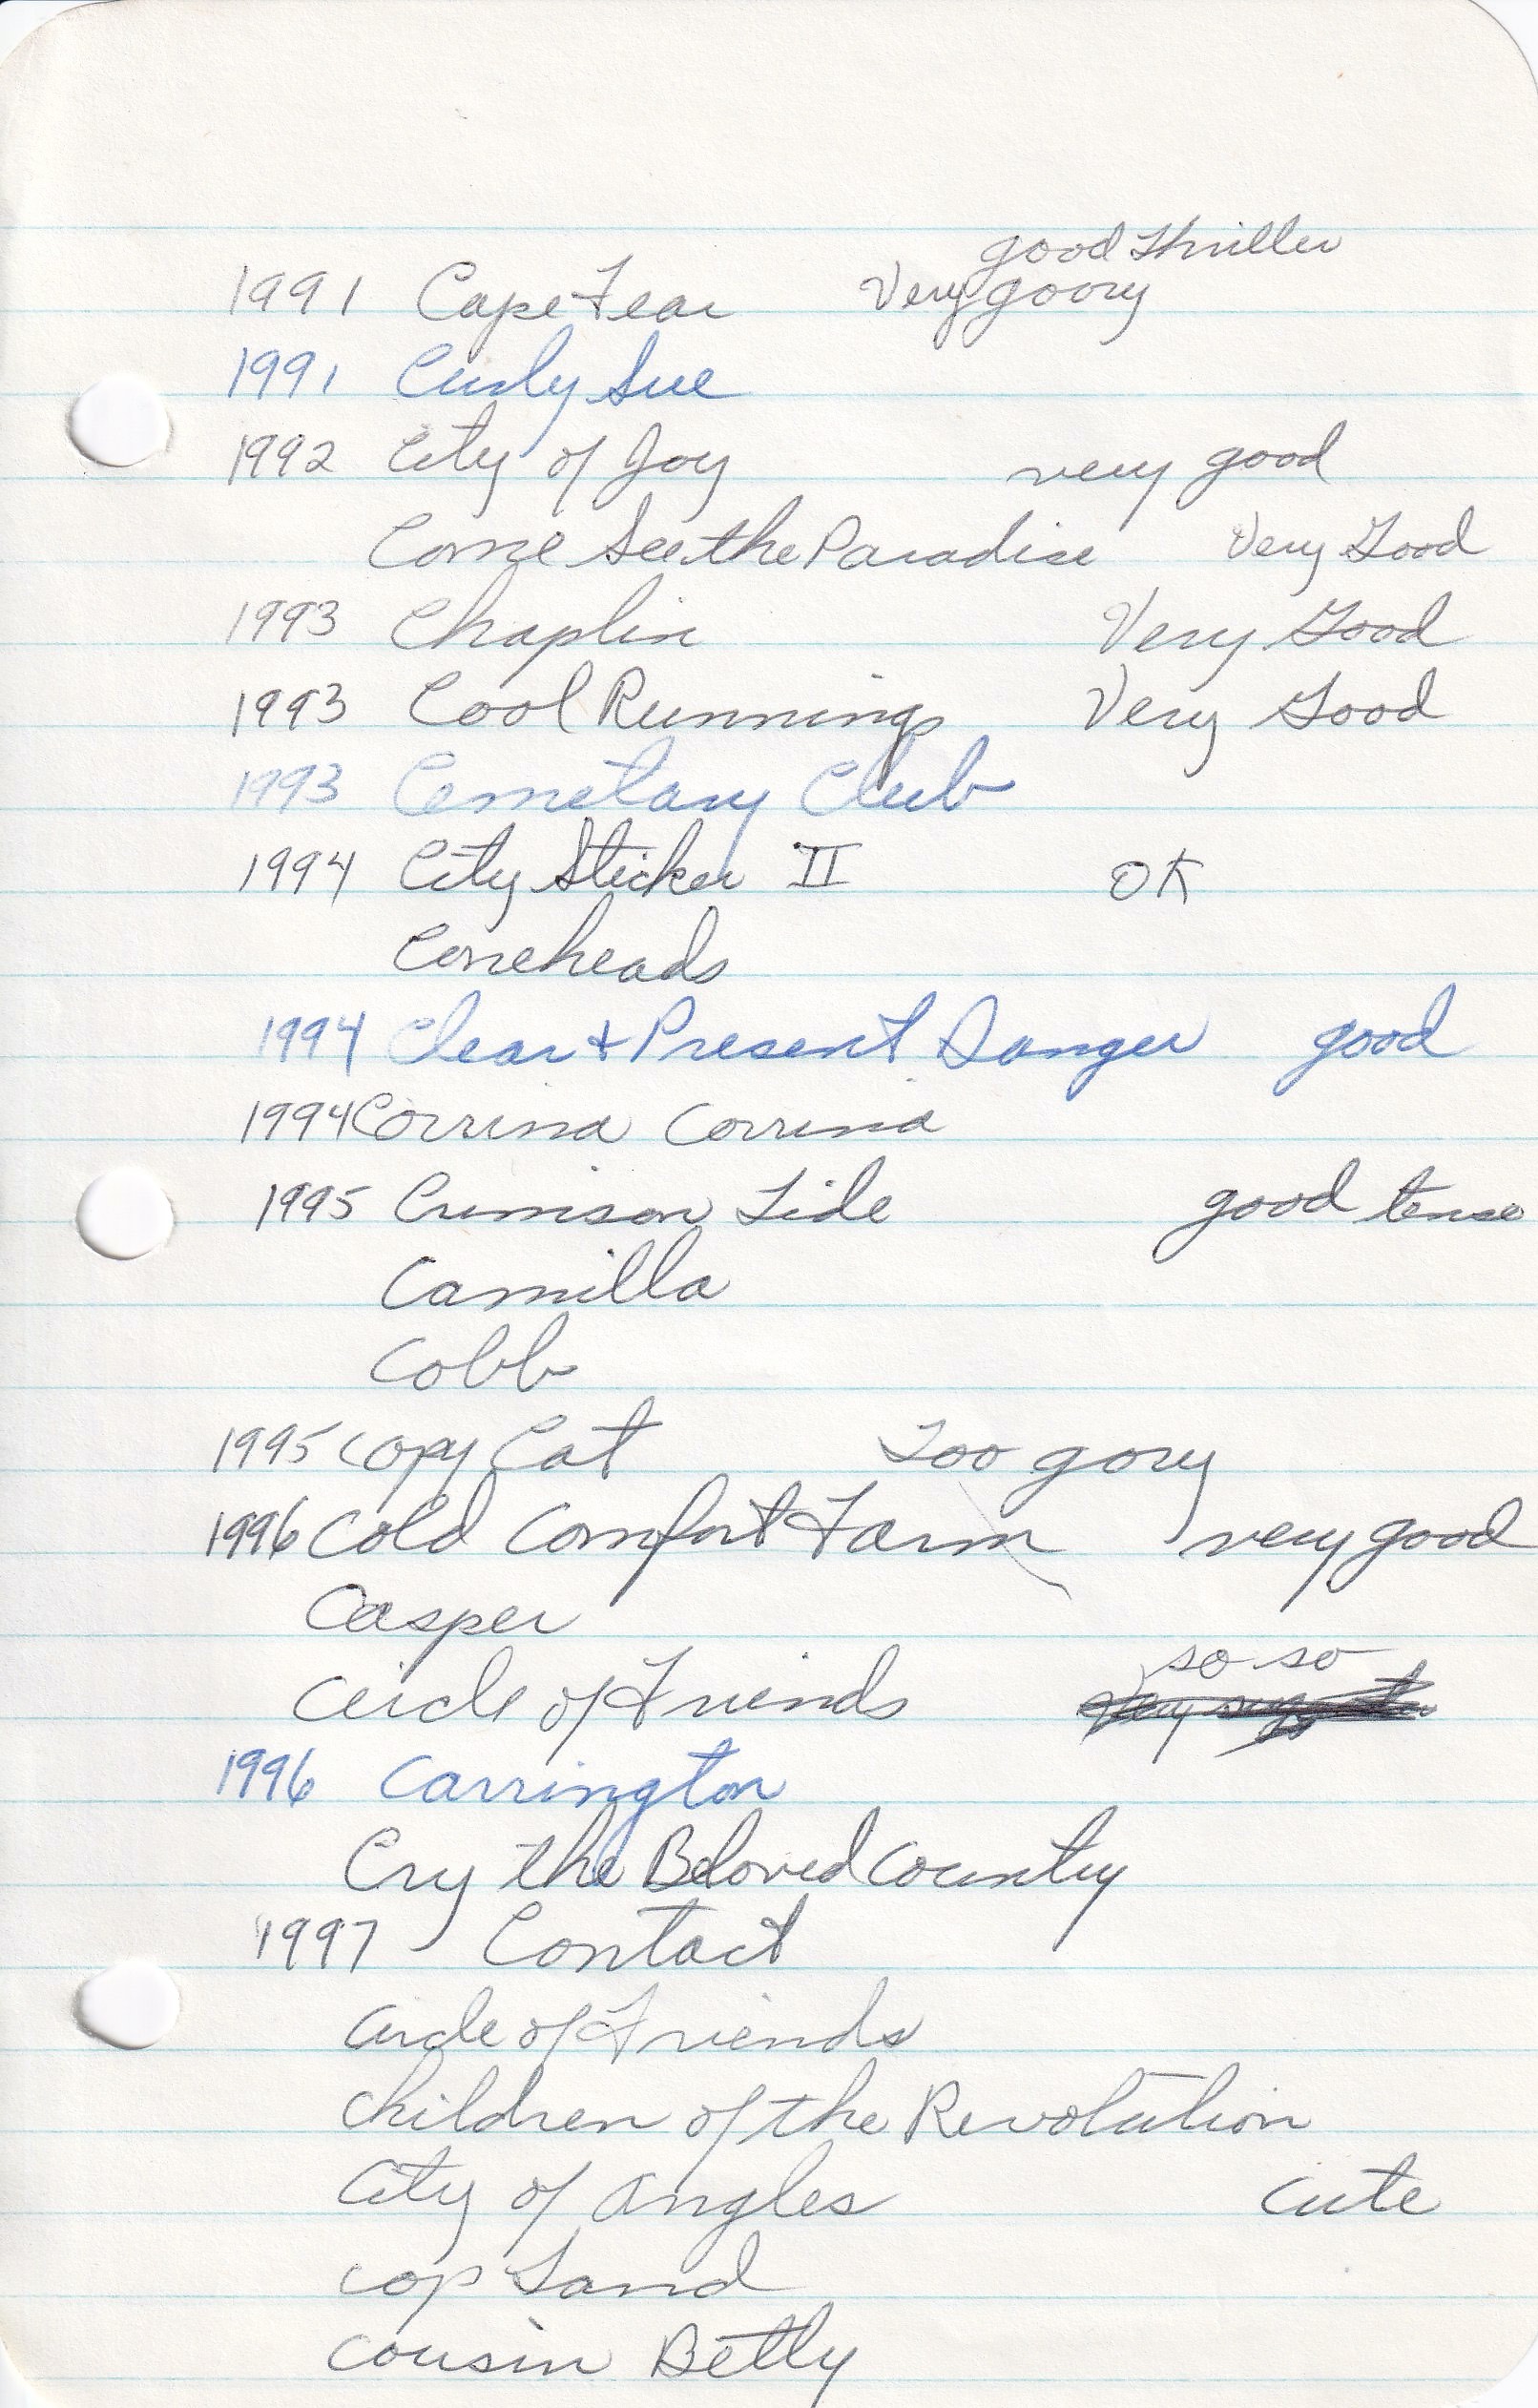 good Thriller
1991 Cape Fear Very goory
1991 Curly Sue
1992 City of Joy very good
Come See the Paradise Very Good
1993 Chaplin Very Good
1993 Cool Runnings Very Good
1993 Cemetary Club
1994 City Slicker II OK
Coneheads
1994 Clear & Present Danger good
1994 Corrina Corrina
1995 Crimison Tide good tense
Camilla
Cobb
1995 Copy Cat Too gory
1996 Cold Comfort Farm very good
Casper
so so
Circle of Friends Very
1996 Carrington
Cry the Beloved Country
1997 Contact
Circle of Friends
Children of the Revolution
City of Angles cute
Cop Land
Cousin Betty